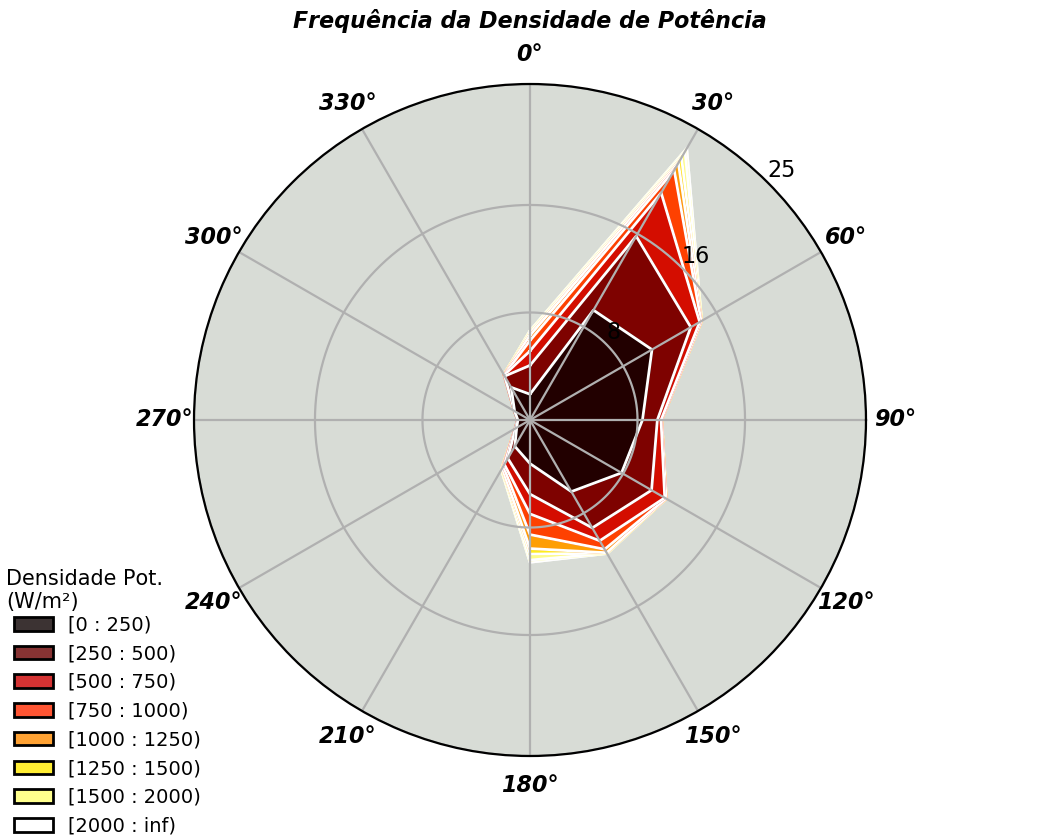 Frequência da Densidade de Potência
0°
330°
30°
25
300°
60°
16
8
270°
90°
240°
120°
210°
150°
180°
Densidade Pot.
(W/m²)
[0 : 250)
[250 : 500)
[500 : 750)
[750 : 1000)
[1000 : 1250)
[1250 : 1500)
[1500 : 2000)
[2000 : inf)